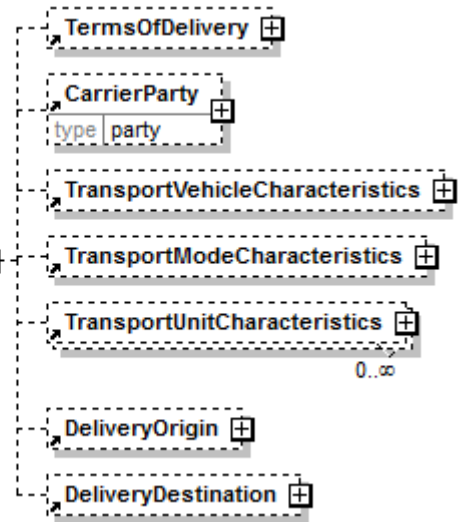 TermsOfDelivery
CarrierParty
type party
TransportVehicleCharacteristics
TransportModeCharacteristics
TransportUnitCharacteristics
0..∞
DeliveryOrigin
DeliveryDestination